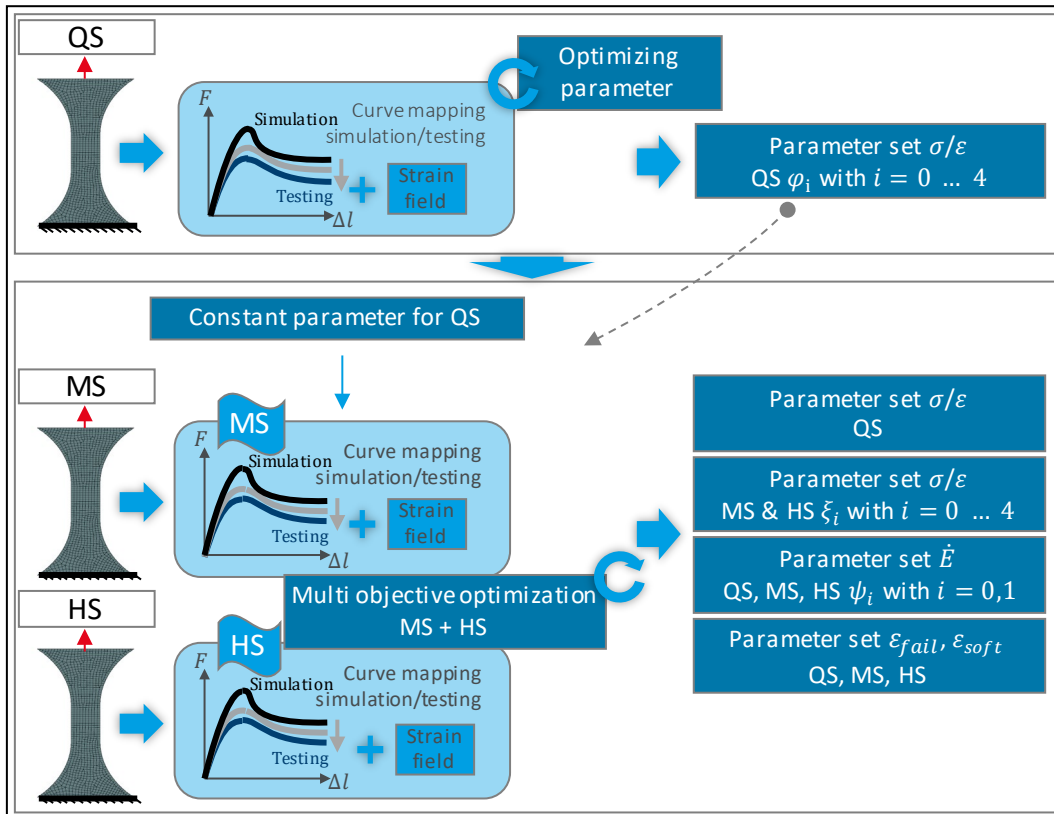 QS
Optimizing
parameter
F
Simulation
Curve mapping
simulation/testing
Testing
Strain
field
Δl
Parameter set σ/ε
QS φᵢ with i = 0 … 4
Constant parameter for QS
MS
MS
F
Simulation
Curve mapping
simulation/testing
Testing
Strain
field
Δl
Multi objective optimization
MS + HS
HS
HS
F
Simulation
Curve mapping
simulation/testing
Testing
Strain
field
Δl
Parameter set σ/ε
QS
Parameter set σ/ε
MS & HS ξᵢ with i = 0 … 4
Parameter set Ė
QS, MS, HS ψᵢ with i = 0,1
Parameter set ε_fail, ε_soft
QS, MS, HS